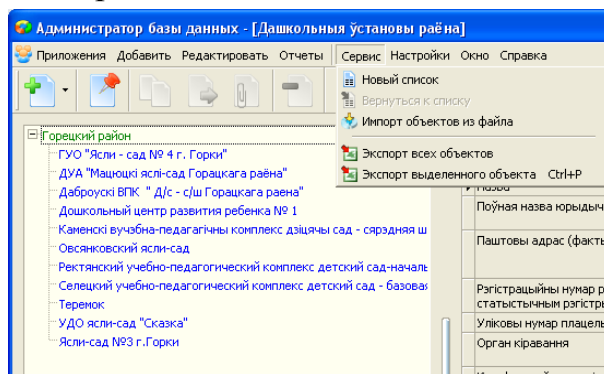 Администратор базы данных - [Дашкольныя ўстановы раёна]
Приложения Добавить Редактировать Отчеты Сервис Настройки Окно Справка
Новый список
Вернуться к списку
Импорт объектов из файла
Экспорт всех объектов
Экспорт выделенного объекта Ctrl+P
Горецкий район
ГУО "Ясли - сад № 4 г. Горки"
ДУА "Мацюцкі яслі-сад Горацкага раёна"
Даброускі ВПК " Д/с - с/ш Горацкага раена"
Дошкольный центр развития ребенка № 1
Каменскі вучэбна-педагагічны комплекс дзіцячы сад - сярэдняя ш
Овсянковский ясли-сад
Ректянский учебно-педагогический комплекс детский сад-началь
Селецкий учебно-педагогический комплекс детский сад - базовая
Теремок
УДО ясли-сад "Сказка"
Ясли-сад №3 г.Горки
Назва
Поўная назва юрыдыч
Паштовы адрас (факты
Рэгістрацыйны нумар р
статыстычным рэгістры
Уліковы нумар плацель
Орган кіравання